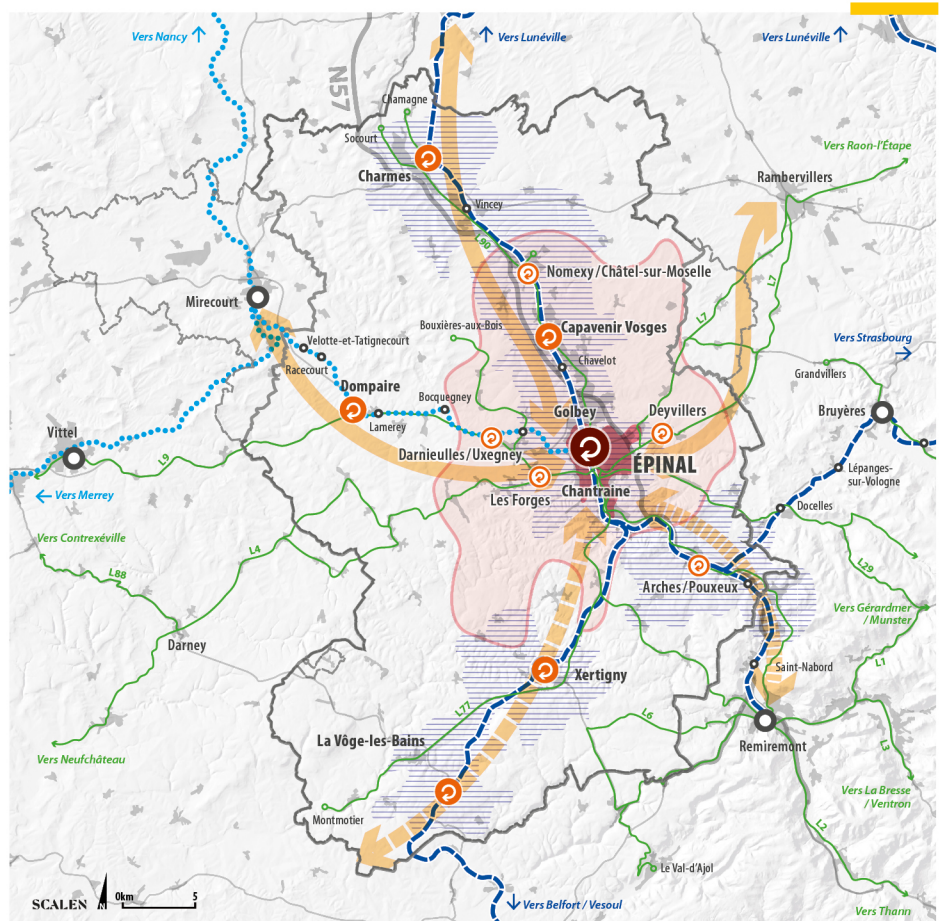 Vers Nancy
Vers Lunéville
Vers Lunéville
N57
Chamagne
Socourt
Charmes
Vers Raon-l'Étape
Rambervillers
Vincey
L90
Nomexy/Châtel-sur-Moselle
L7
Mirecourt
Bouxières-aux-Bois
Capavenir Vosges
L7
Velotte-et-Tatignecourt
Vers Strasbourg
Racecourt
Chavelot
Grandvillers
Dompaire
Bocquegney
Golbey
Deyvillers
Bruyères
Lamerey
Vittel
Darnieulles/Uxegney
L9
ÉPINAL
Lépanges-
sur-Vologne
Les Forges
Chantraine
Vers Merrey
Docelles
Vers Contrexéville
L4
L88
L29
Arches/Pouxeux
Vers Gérardmer
/ Munster
Darney
Saint-Nabord
L1
Xertigny
L77
L6
La Vôge-les-Bains
Remiremont
L3
Vers Neufchâteau
Vers La Bresse
/ Ventron
Montmotier
L2
Le Val-d'Ajol
SCALEN
N
0km 5
Vers Belfort / Vesoul
Vers Thann